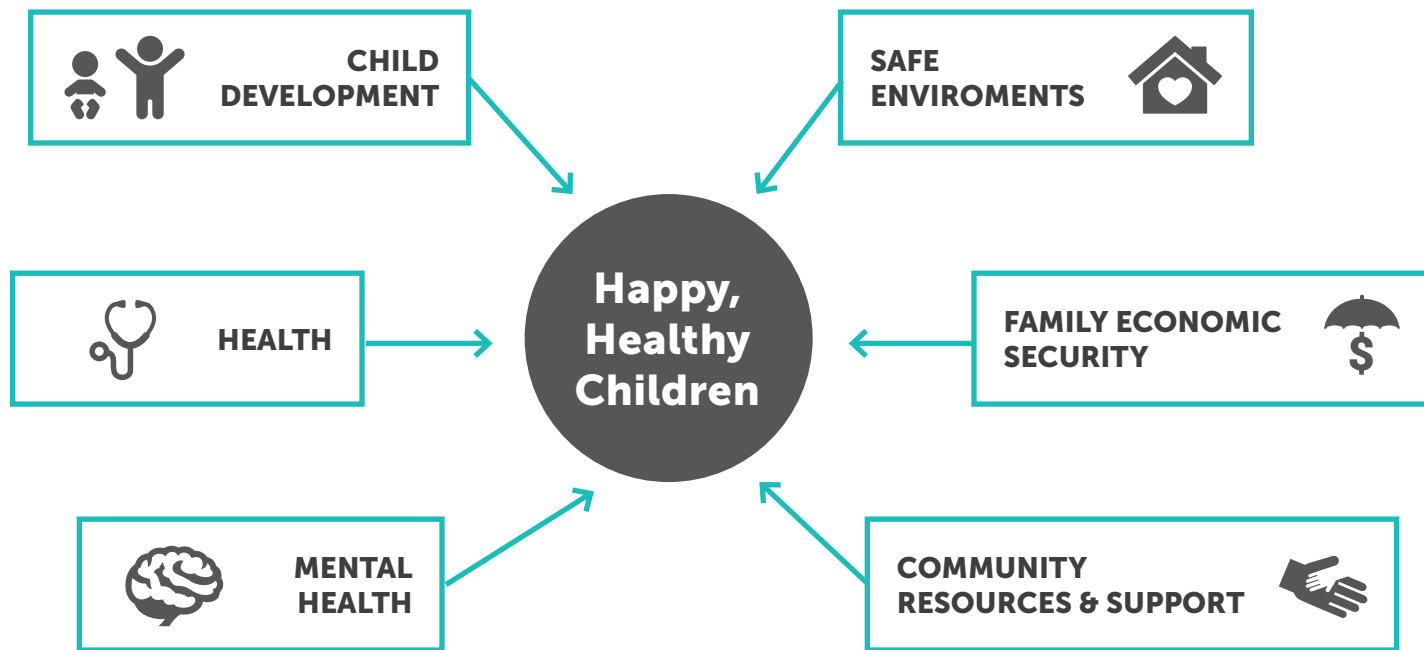 CHILD
DEVELOPMENT
SAFE
ENVIROMENTS
Happy,
Healthy
Children
HEALTH
FAMILY ECONOMIC
SECURITY
$
MENTAL
HEALTH
COMMUNITY
RESOURCES & SUPPORT